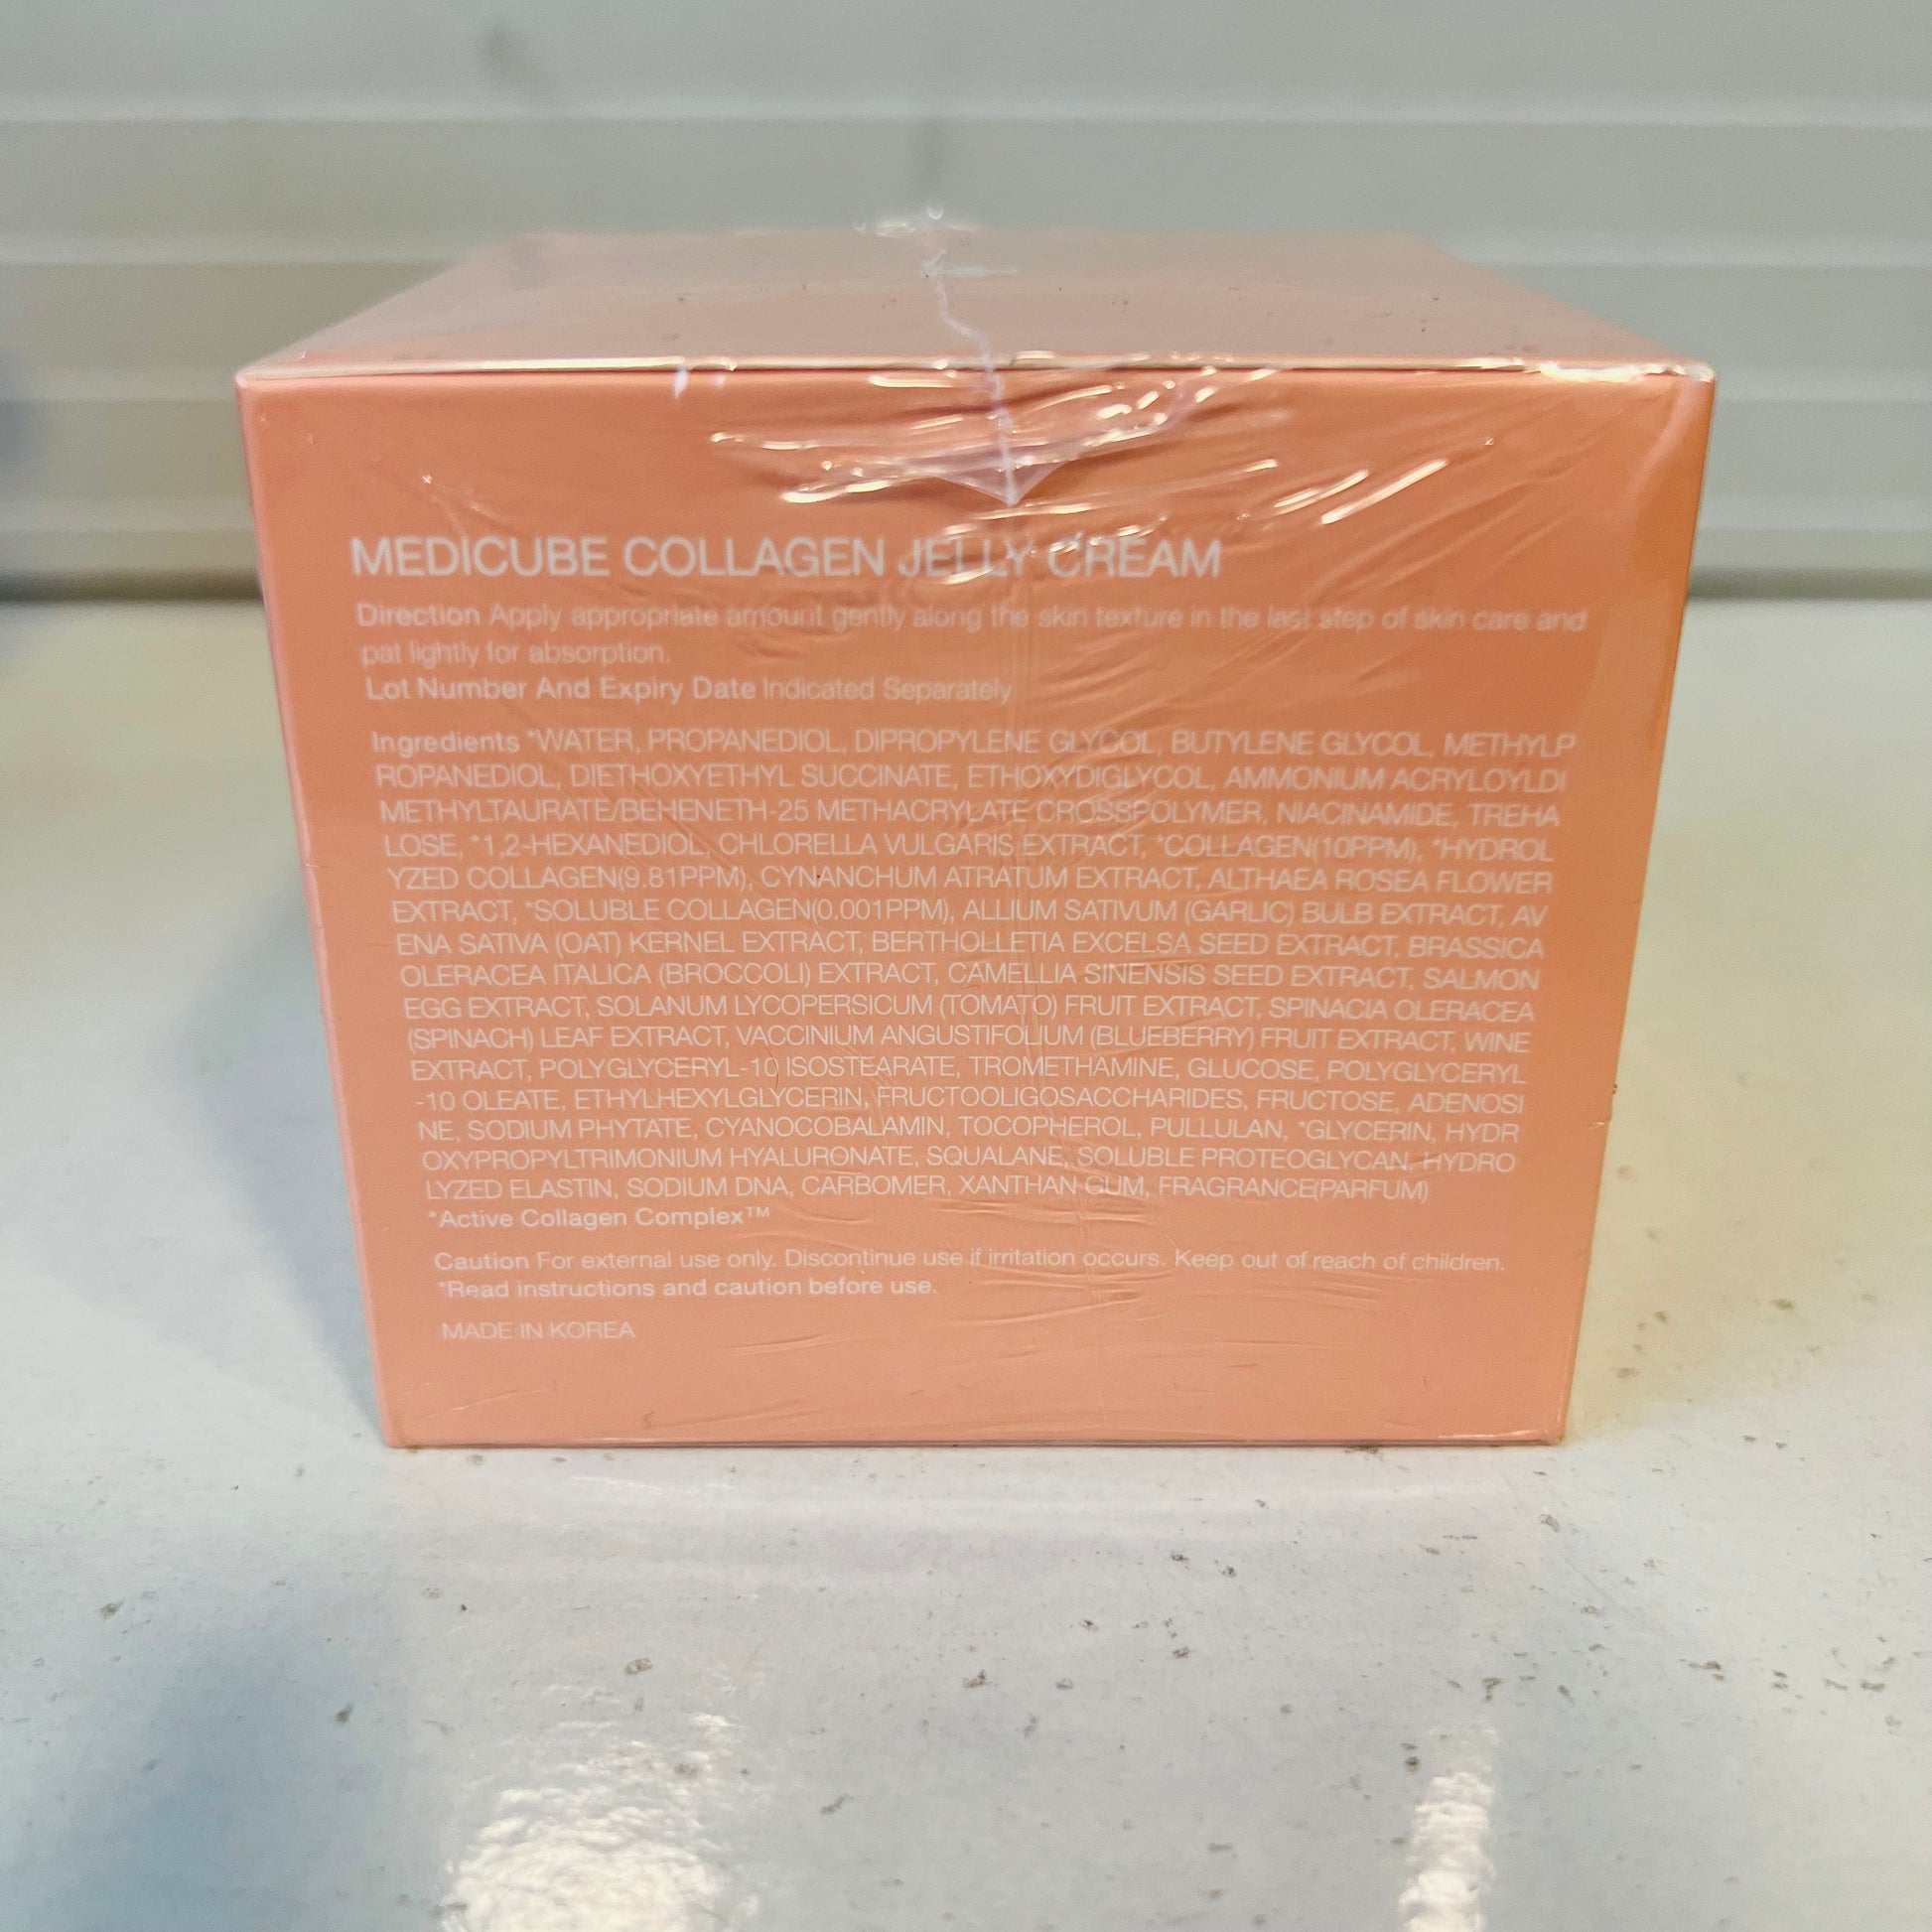 MEDICUBE COLLAGEN JELLY CREAM
Direction Apply appropriate amount gently along the skin texture in the last step of skin care and
pat lightly for absorption.
Lot Number And Expiry Date Indicated Separately
Ingredients *WATER, PROPANEDIOL, DIPROPYLENE GLYCOL, BUTYLENE GLYCOL, METHYLP
ROPANEDIOL, DIETHOXYETHYL SUCCINATE, ETHOXYDIGLYCOL, AMMONIUM ACRYLOYLDI
METHYLTAURATE/BEHENETH-25 METHACRYLATE CROSSPOLYMER, NIACINAMIDE, TREHA
LOSE, *1,2-HEXANEDIOL, CHLORELLA VULGARIS EXTRACT, *COLLAGEN(10PPM), *HYDROL
YZED COLLAGEN(9.81PPM), CYNANCHUM ATRATUM EXTRACT, ALTHAEA ROSEA FLOWER
EXTRACT, *SOLUBLE COLLAGEN(0.001PPM), ALLIUM SATIVUM (GARLIC) BULB EXTRACT, AV
ENA SATIVA (OAT) KERNEL EXTRACT, BERTHOLLETIA EXCELSA SEED EXTRACT, BRASSICA
OLERACEA ITALICA (BROCCOLI) EXTRACT, CAMELLIA SINENSIS SEED EXTRACT, SALMON
EGG EXTRACT, SOLANUM LYCOPERSICUM (TOMATO) FRUIT EXTRACT, SPINACIA OLERACEA
(SPINACH) LEAF EXTRACT, VACCINIUM ANGUSTIFOLIUM (BLUEBERRY) FRUIT EXTRACT, WINE
EXTRACT, POLYGLYCERYL-10 ISOSTEARATE, TROMETHAMINE, GLUCOSE, POLYGLYCERYL
-10 OLEATE, ETHYLHEXYLGLYCERIN, FRUCTOOLIGOSACCHARIDES, FRUCTOSE, ADENOSI
NE, SODIUM PHYTATE, CYANOCOBALAMIN, TOCOPHEROL, PULLULAN, *GLYCERIN, HYDR
OXYPROPYLTRIMONIUM HYALURONATE, SQUALANE, SOLUBLE PROTEOGLYCAN, HYDRO
LYZED ELASTIN, SODIUM DNA, CARBOMER, XANTHAN GUM, FRAGRANCE(PARFUM)
*Active Collagen Complex™
Caution For external use only. Discontinue use if irritation occurs. Keep out of reach of children.
*Read instructions and caution before use.
MADE IN KOREA